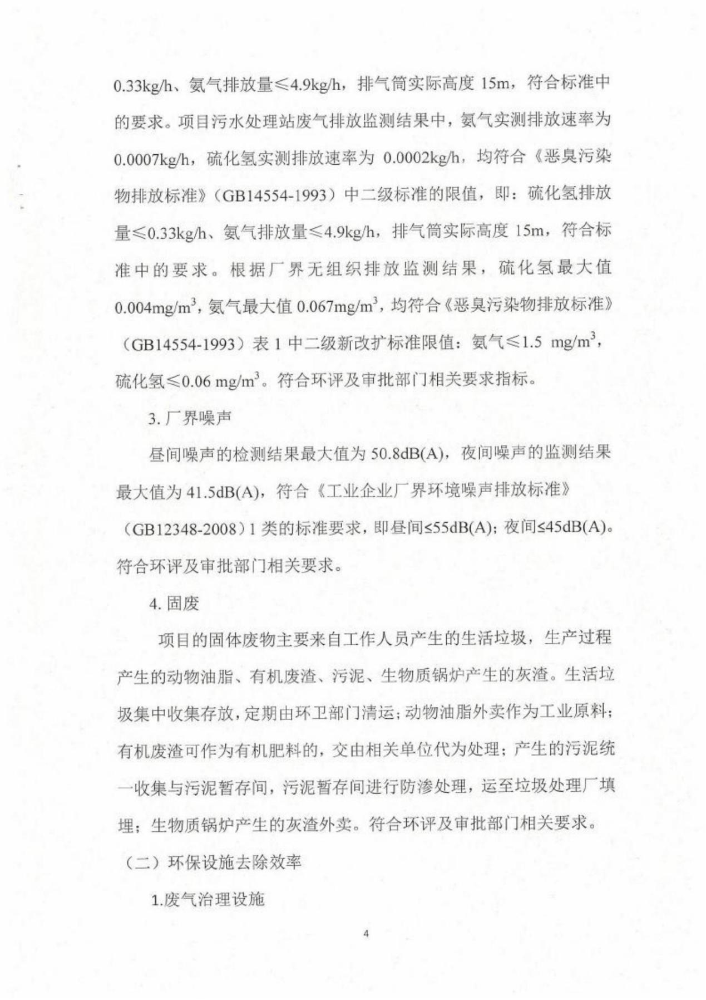 0.33kg/h、氨气排放量≤4.9kg/h，排气筒实际高度 15m，符合标准中
的要求。项目污水处理站废气排放监测结果中，氨气实测排放速率为
0.0007kg/h，硫化氢实测排放速率为 0.0002kg/h，均符合《恶臭污染
物排放标准》（GB14554-1993）中二级标准的限值，即：硫化氢排放
量≤0.33kg/h、氨气排放量≤4.9kg/h，排气筒实际高度 15m，符合标
准中的要求。根据厂界无组织排放监测结果，硫化氢最大值
0.004mg/m³，氨气最大值 0.067mg/m³，均符合《恶臭污染物排放标准》
（GB14554-1993）表 1 中二级新改扩标准限值：氨气≤1.5 mg/m³，
硫化氢≤0.06 mg/m³。符合环评及审批部门相关要求指标。
3. 厂界噪声
昼间噪声的检测结果最大值为 50.8dB(A)，夜间噪声的监测结果
最大值为 41.5dB(A)，符合《工业企业厂界环境噪声排放标准》
（GB12348-2008）1 类的标准要求，即昼间≤55dB(A)；夜间≤45dB(A)。
符合环评及审批部门相关要求。
4. 固废
项目的固体废物主要来自工作人员产生的生活垃圾，生产过程
产生的动物油脂、有机废渣、污泥、生物质锅炉产生的灰渣。生活垃
圾集中收集存放，定期由环卫部门清运；动物油脂外卖作为工业原料；
有机废渣可作为有机肥料的，交由相关单位代为处理；产生的污泥统
一收集与污泥暂存间，污泥暂存间进行防渗处理，运至垃圾处理厂填
埋；生物质锅炉产生的灰渣外卖。符合环评及审批部门相关要求。
（二）环保设施去除效率
1.废气治理设施
4